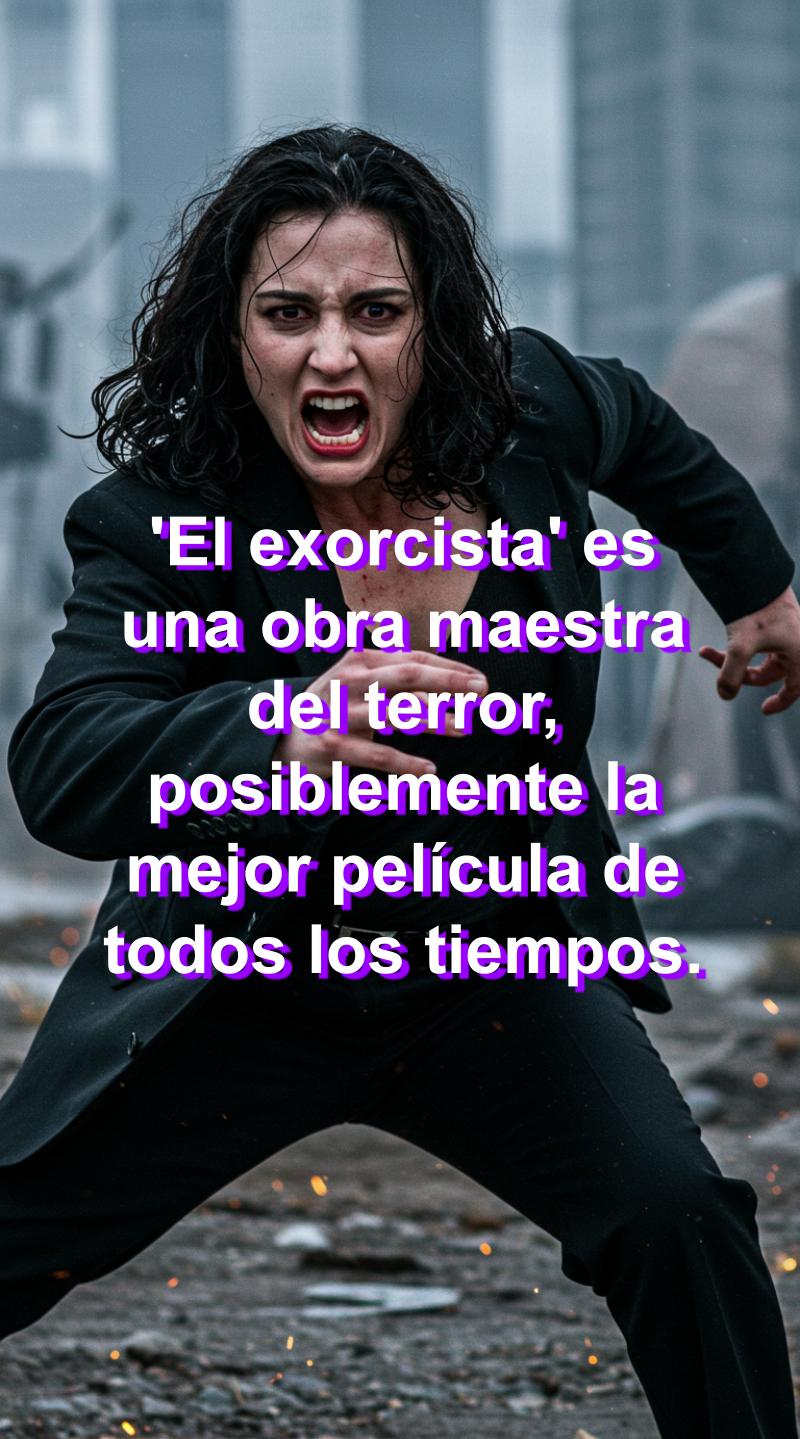 'El exorcista' es
una obra maestra
del terror,
posiblemente la
mejor película de
todos los tiempos.